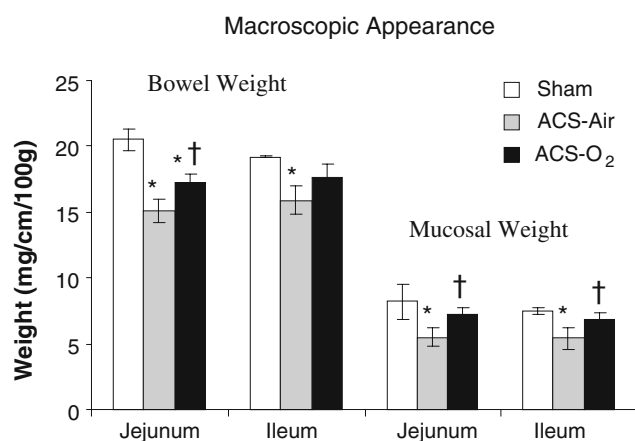 Macroscopic Appearance
Weight (mg/cm/100g)
25
20
15
10
5
0
Bowel Weight
Mucosal Weight
Sham
ACS-Air
ACS-O₂
*
* †
*
* †
* †
Jejunum Ileum Jejunum Ileum